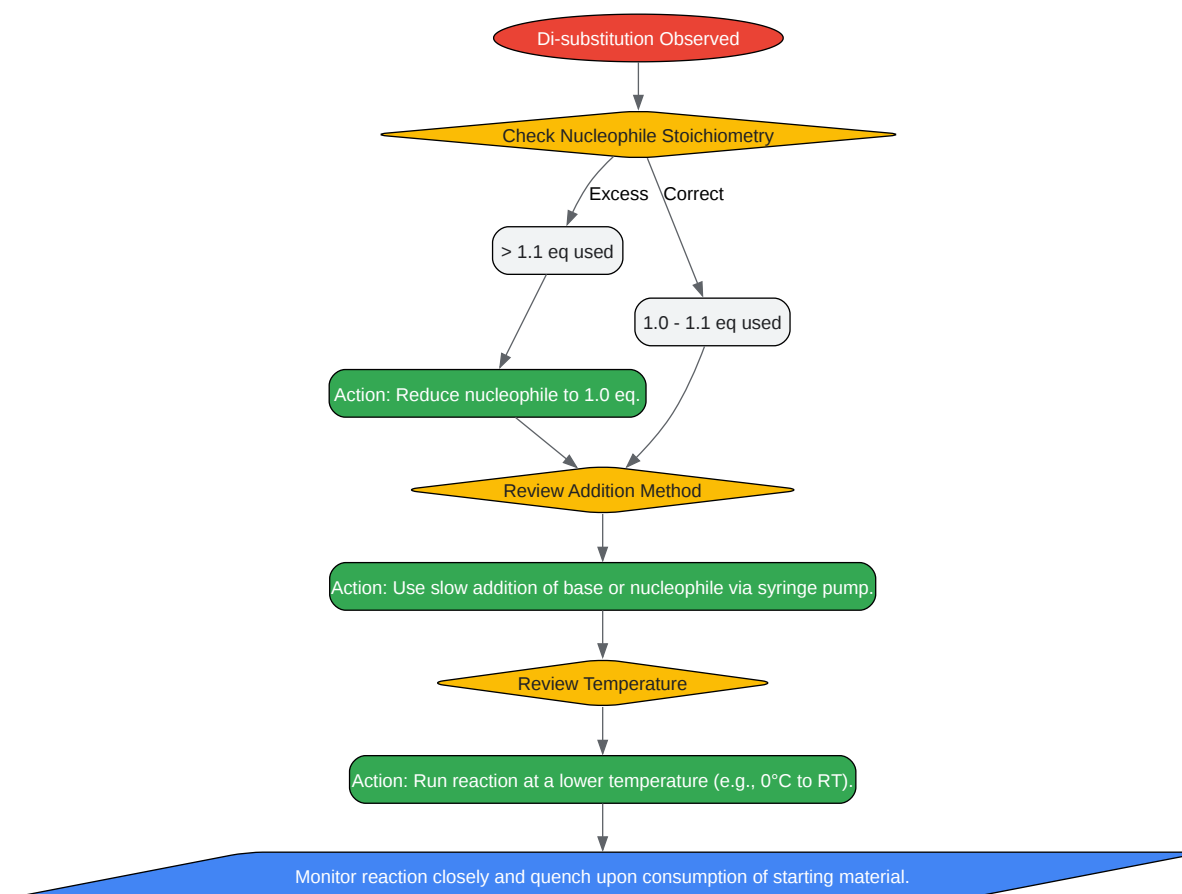 Di-substitution Observed
Check Nucleophile Stoichiometry
Excess
Correct
> 1.1 eq used
1.0 - 1.1 eq used
Action: Reduce nucleophile to 1.0 eq.
Review Addition Method
Action: Use slow addition of base or nucleophile via syringe pump.
Review Temperature
Action: Run reaction at a lower temperature (e.g., 0°C to RT).
Monitor reaction closely and quench upon consumption of starting material.